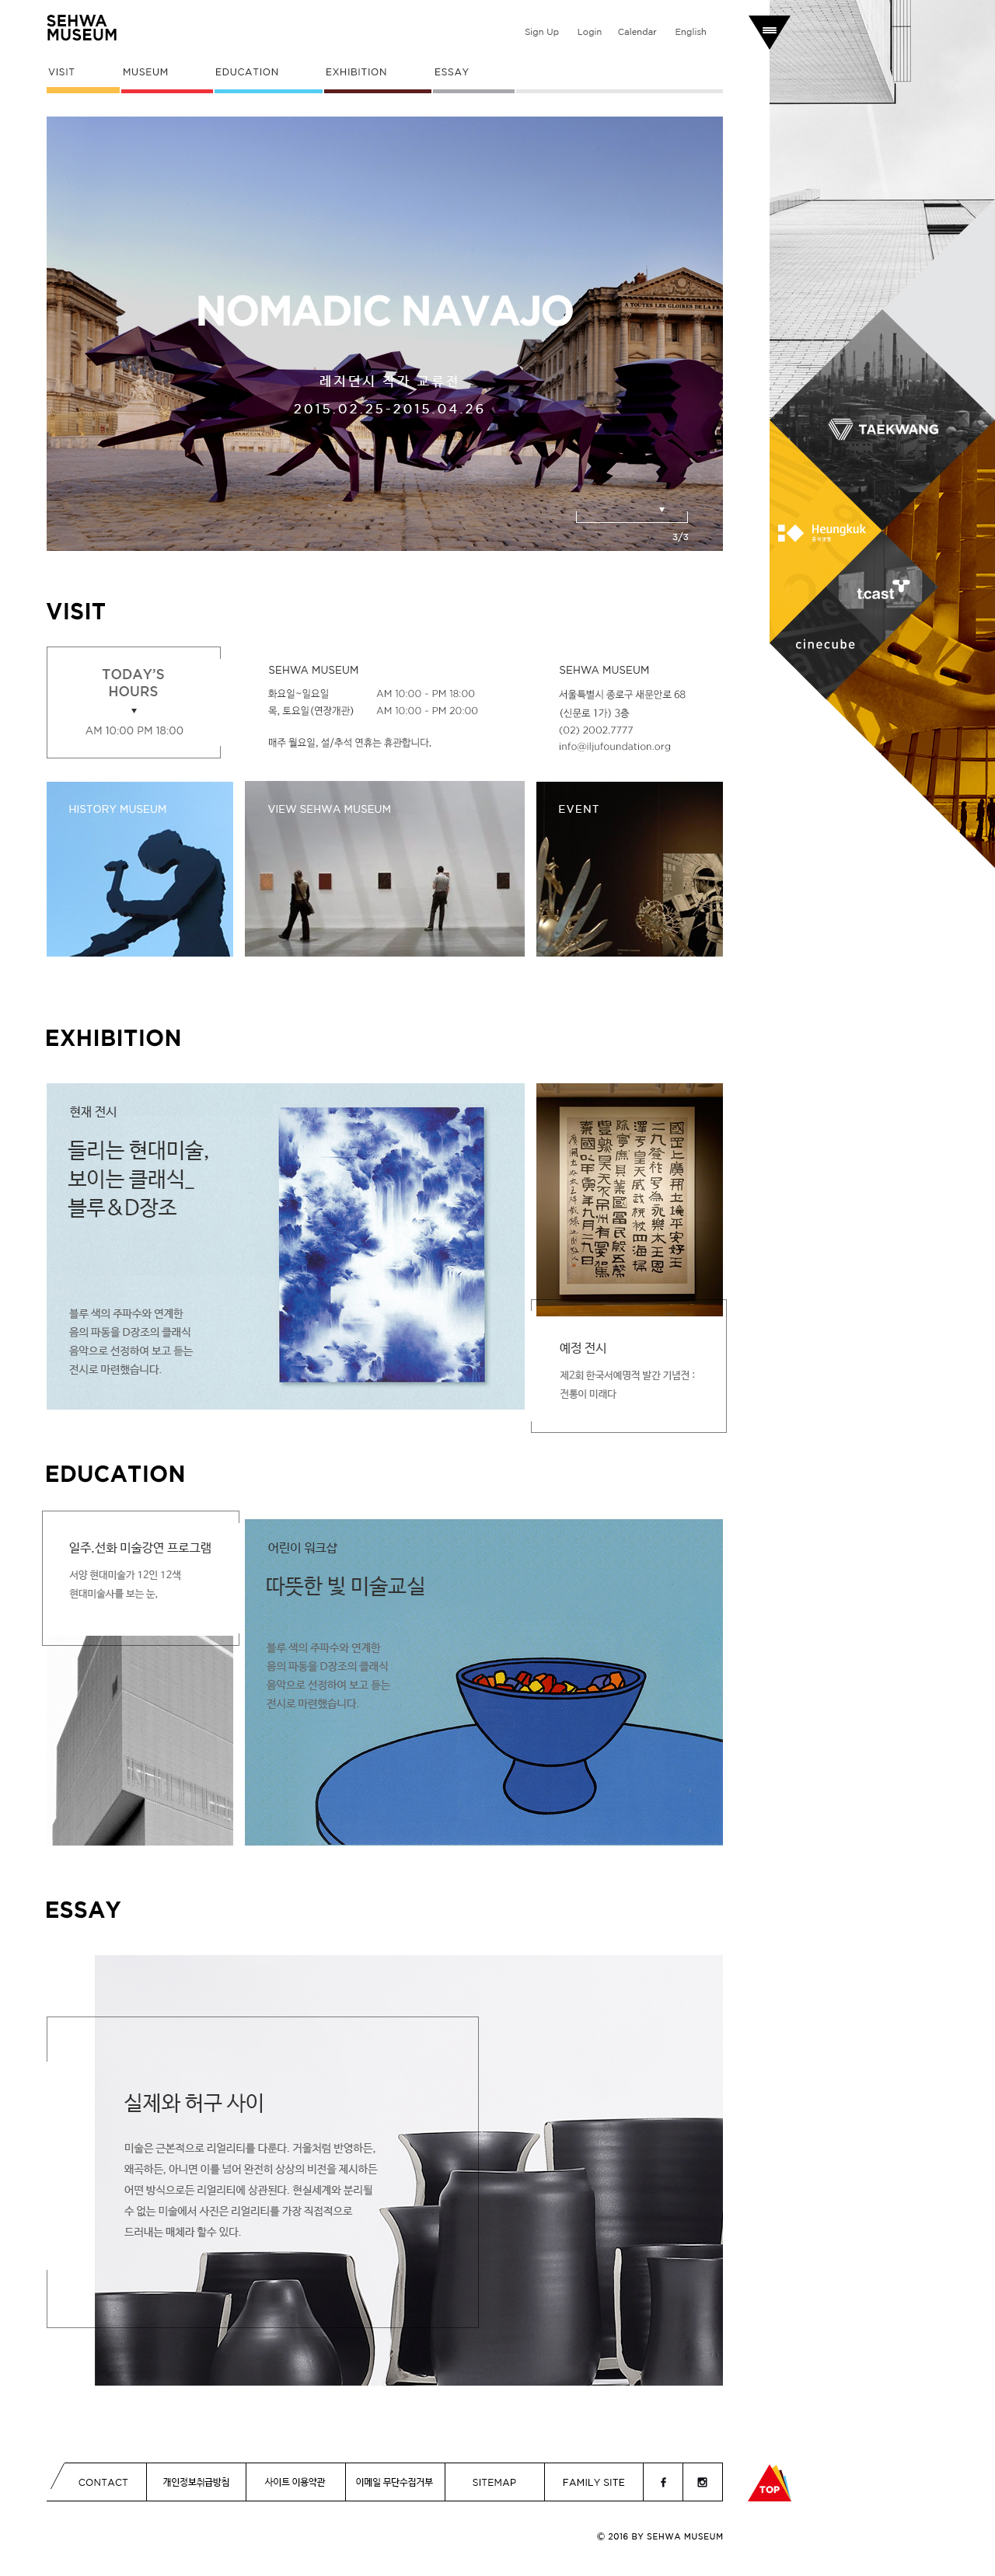 SEHWA
MUSEUM
Sign Up Login Calendar English
VISIT MUSEUM EDUCATION EXHIBITION ESSAY
A TOUTES LES GLOIRES DE LA
NOMADIC NAVAJO
레지던시 작가 교류전
2015.02.25-2015.04.26
3/3
TAEKWANG
Heungkuk
t.cast
cinecube
VISIT
TODAY'S
HOURS
AM 10:00 PM 18:00
SEHWA MUSEUM
화요일~일요일 AM 10:00 - PM 18:00
목, 토요일(연장개관) AM 10:00 - PM 20:00
매주 월요일, 설/추석 연휴는 휴관합니다.
SEHWA MUSEUM
서울특별시 종로구 새문안로 68
(신문로 1가) 3층
(02) 2002.7777
info@iljufoundation.org
HISTORY MUSEUM
VIEW SEHWA MUSEUM
EVENT
EXHIBITION
현재 전시
들리는 현대미술,
보이는 클래식_
블루&D장조
블루 색의 주파수와 연계한
음의 파동을 D장조의 클래식
음악으로 선정하여 보고 듣는
전시로 마련했습니다.
예정 전시
제2회 한국서예명적 발간 기념전 :
전통이 미래다
EDUCATION
일주.선화 미술강연 프로그램
서양 현대미술가 12인 12색
현대미술사를 보는 눈,
어린이 워크샵
따뜻한 빛 미술교실
블루 색의 주파수와 연계한
음의 파동을 D장조의 클래식
음악으로 선정하여 보고 듣는
전시로 마련했습니다.
ESSAY
실제와 허구 사이
미술은 근본적으로 리얼리티를 다룬다. 거울처럼 반영하든,
왜곡하든, 아니면 이를 넘어 완전히 상상의 비전을 제시하든
어떤 방식으로든 리얼리티에 상관된다. 현실세계와 분리될
수 없는 미술에서 사진은 리얼리티를 가장 직접적으로
드러내는 매체라 할수 있다.
CONTACT 개인정보취급방침 사이트 이용약관 이메일 무단수집거부 SITEMAP FAMILY SITE
TOP
© 2016 BY SEHWA MUSEUM